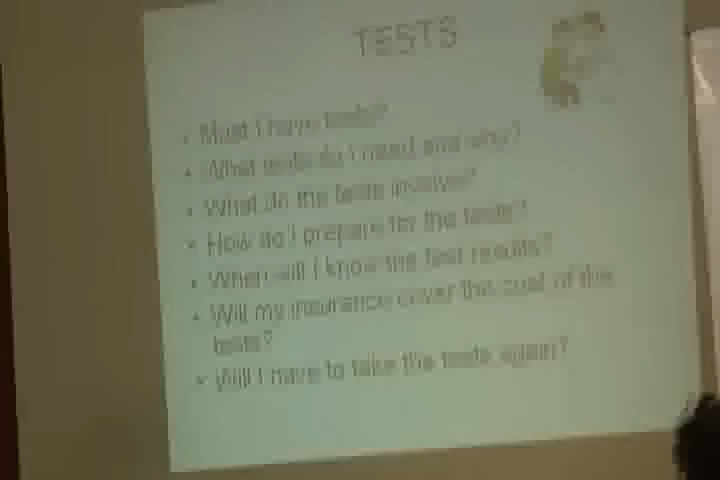 TESTS
• Must I have tests?
• What tests do I need and why?
• What do the tests involve?
• How do I prepare for the tests?
• When will I know the test results?
• Will my insurance cover the cost of the
tests?
• Will I have to take the tests again?